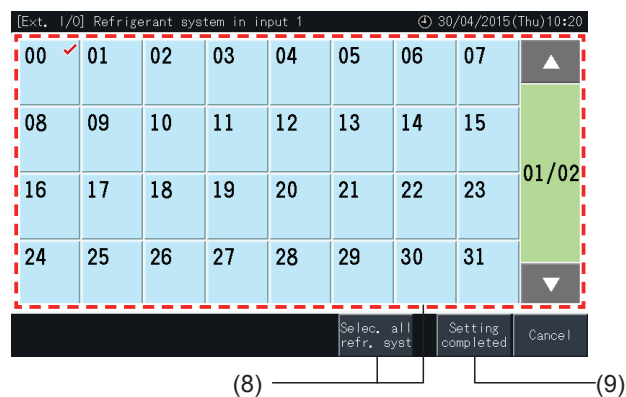 [Ext. I/O] Refrigerant system in input 1 30/04/2015(Thu)10:20
00 01 02 03 04 05 06 07
08 09 10 11 12 13 14 15
01/02
16 17 18 19 20 21 22 23
24 25 26 27 28 29 30 31
Selec. all Setting
refr. syst completed Cancel
(8) (9)